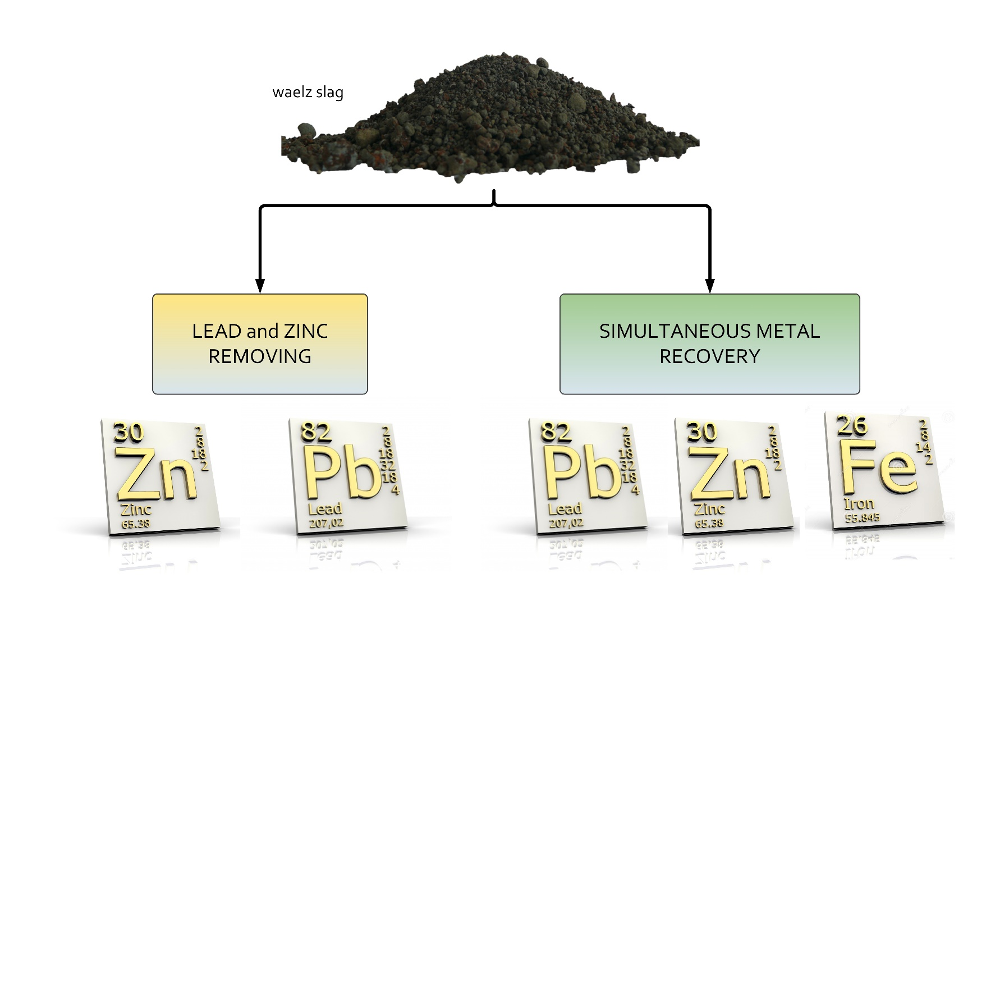 waelz slag
LEAD and ZINC
REMOVING
SIMULTANEOUS METAL
RECOVERY
30
2
8
18
2
Zn
Zinc
65.38
82
2
8
18
32
18
4
Pb
Lead
207,02
82
2
8
18
32
18
4
Pb
Lead
207,02
30
2
8
18
2
Zn
Zinc
65.38
26
2
8
14
2
Fe
Iron
55.845